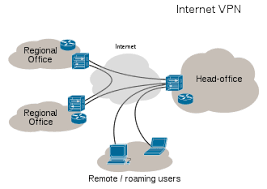 Internet VPN
Regional
Office
Internet
Head-office
Regional
Office
Remote / roaming users